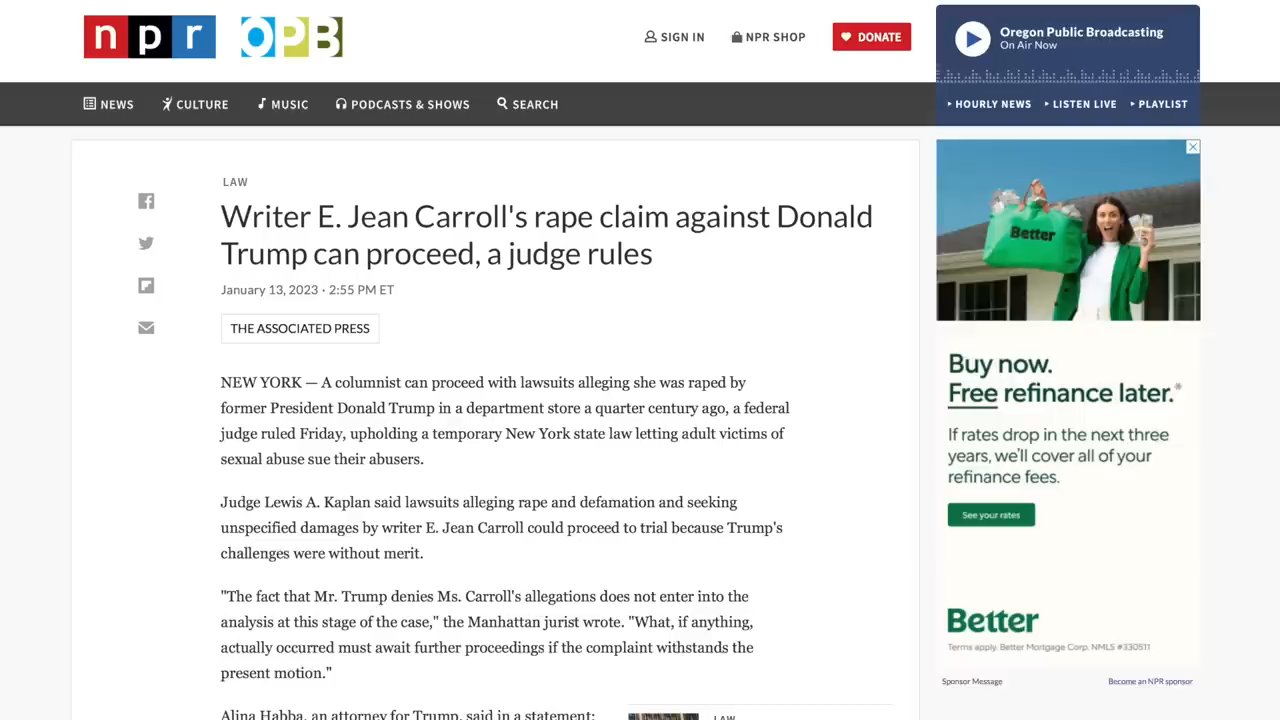 npr OPB
SIGN IN
NPR SHOP
DONATE
Oregon Public Broadcasting
On Air Now
NEWS
CULTURE
MUSIC
PODCASTS & SHOWS
SEARCH
HOURLY NEWS
LISTEN LIVE
PLAYLIST
LAW
Writer E. Jean Carroll's rape claim against Donald
Trump can proceed, a judge rules
January 13, 2023 · 2:55 PM ET
THE ASSOCIATED PRESS
NEW YORK — A columnist can proceed with lawsuits alleging she was raped by
former President Donald Trump in a department store a quarter century ago, a federal
judge ruled Friday, upholding a temporary New York state law letting adult victims of
sexual abuse sue their abusers.
Judge Lewis A. Kaplan said lawsuits alleging rape and defamation and seeking
unspecified damages by writer E. Jean Carroll could proceed to trial because Trump's
challenges were without merit.
"The fact that Mr. Trump denies Ms. Carroll's allegations does not enter into the
analysis at this stage of the case," the Manhattan jurist wrote. "What, if anything,
actually occurred must await further proceedings if the complaint withstands the
present motion."
Alina Habba, an attorney for Trump, said in a statement:
LAW
Better
Buy now.
Free refinance later.*
If rates drop in the next three
years, we'll cover all of your
refinance fees.
See your rates
Better
Terms apply. Better Mortgage Corp. NMLS #330511
Sponsor Message
Become an NPR sponsor